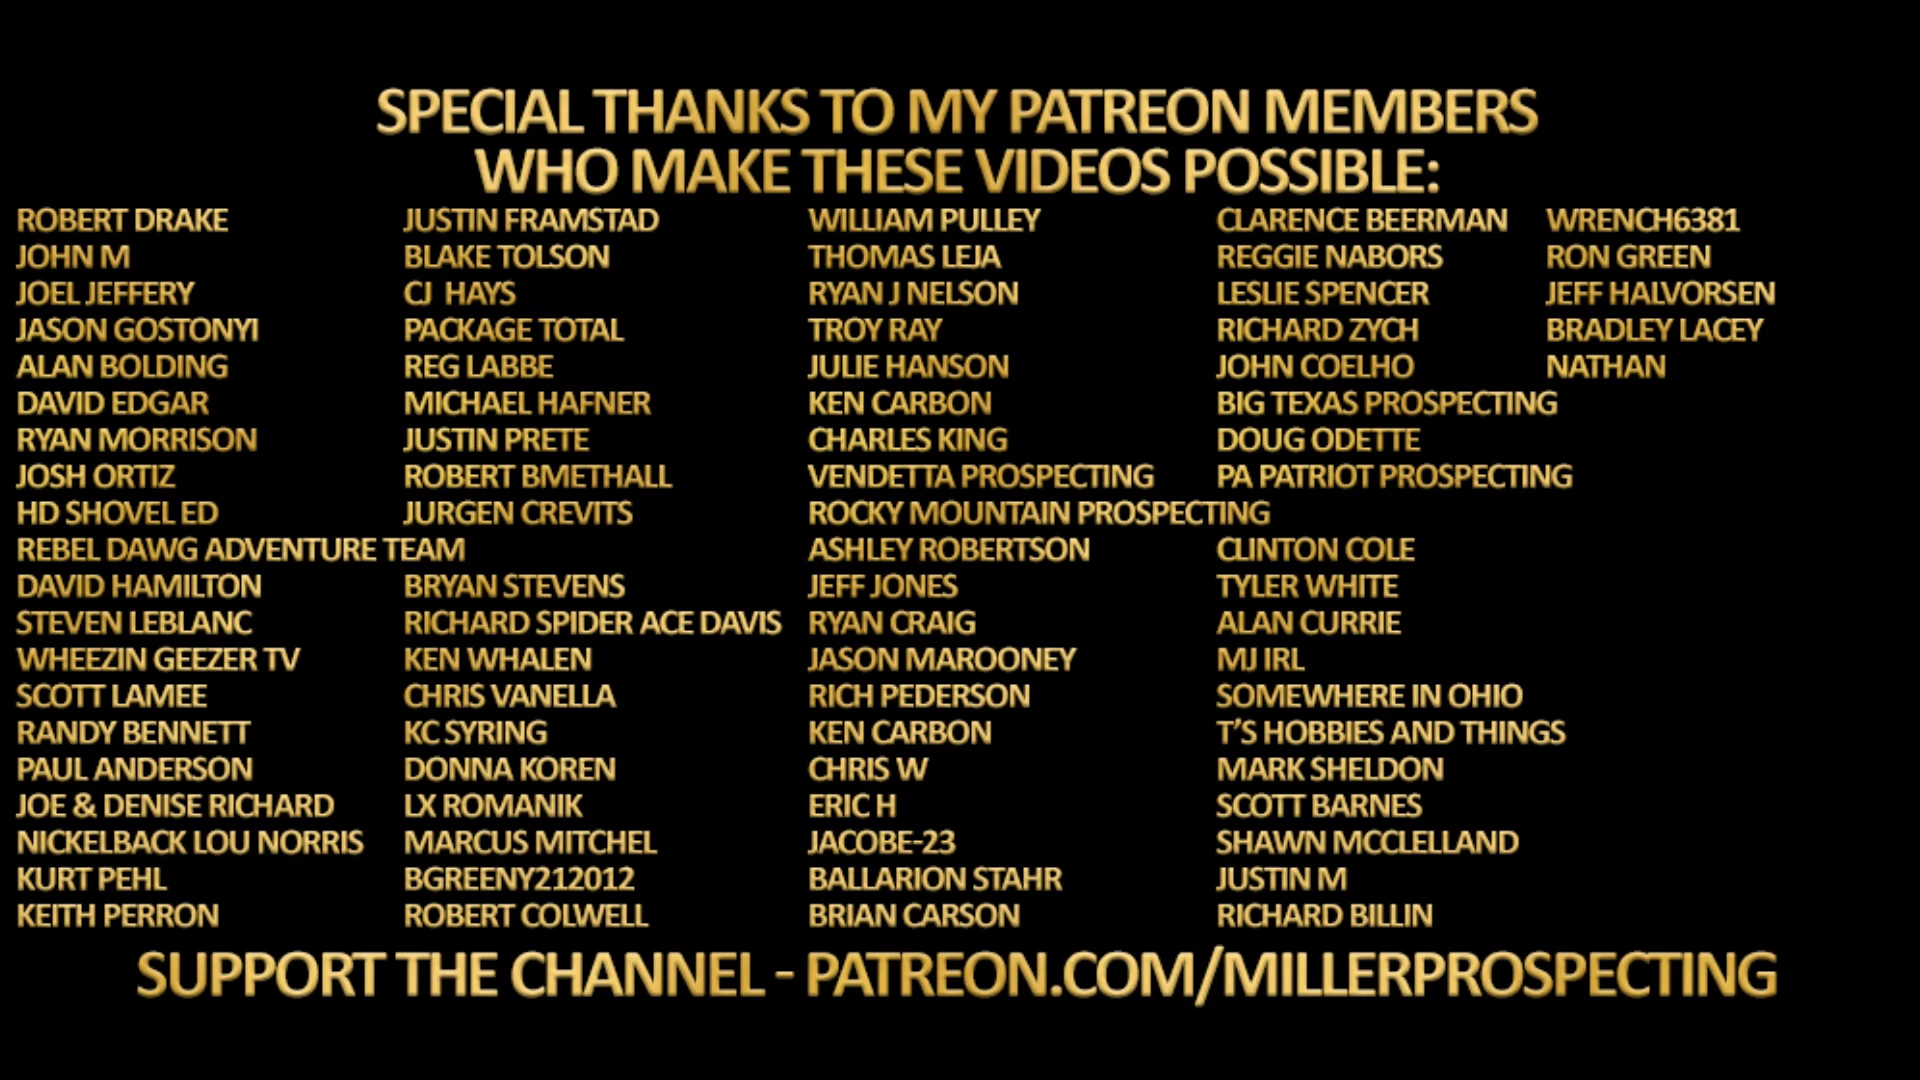 SPECIAL THANKS TO MY PATREON MEMBERS
WHO MAKE THESE VIDEOS POSSIBLE:
ROBERT DRAKE JUSTIN FRAMSTAD WILLIAM PULLEY CLARENCE BEERMAN WRENCH6381
JOHN M BLAKE TOLSON THOMAS LEJA REGGIE NABORS RON GREEN
JOEL JEFFERY CJ HAYS RYAN J NELSON LESLIE SPENCER JEFF HALVORSEN
JASON GOSTONYI PACKAGE TOTAL TROY RAY RICHARD ZYCH BRADLEY LACEY
ALAN BOLDING REG LABBE JULIE HANSON JOHN COELHO NATHAN
DAVID EDGAR MICHAEL HAFNER KEN CARBON BIG TEXAS PROSPECTING
RYAN MORRISON JUSTIN PRETE CHARLES KING DOUG ODETTE
JOSH ORTIZ ROBERT BMETHALL VENDETTA PROSPECTING PA PATRIOT PROSPECTING
HD SHOVEL ED JURGEN CREVITS ROCKY MOUNTAIN PROSPECTING
REBEL DAWG ADVENTURE TEAM ASHLEY ROBERTSON CLINTON COLE
DAVID HAMILTON BRYAN STEVENS JEFF JONES TYLER WHITE
STEVEN LEBLANC RICHARD SPIDER ACE DAVIS RYAN CRAIG ALAN CURRIE
WHEEZIN GEEZER TV KEN WHALEN JASON MAROONEY MJ IRL
SCOTT LAMEE CHRIS VANELLA RICH PEDERSON SOMEWHERE IN OHIO
RANDY BENNETT KC SYRING KEN CARBON T'S HOBBIES AND THINGS
PAUL ANDERSON DONNA KOREN CHRIS W MARK SHELDON
JOE & DENISE RICHARD LX ROMANIK ERIC H SCOTT BARNES
NICKELBACK LOU NORRIS MARCUS MITCHEL JACOBE-23 SHAWN MCCLELLAND
KURT PEHL BGREENY212012 BALLARION STAHR JUSTIN M
KEITH PERRON ROBERT COLWELL BRIAN CARSON RICHARD BILLIN
SUPPORT THE CHANNEL - PATREON.COM/MILLERPROSPECTING